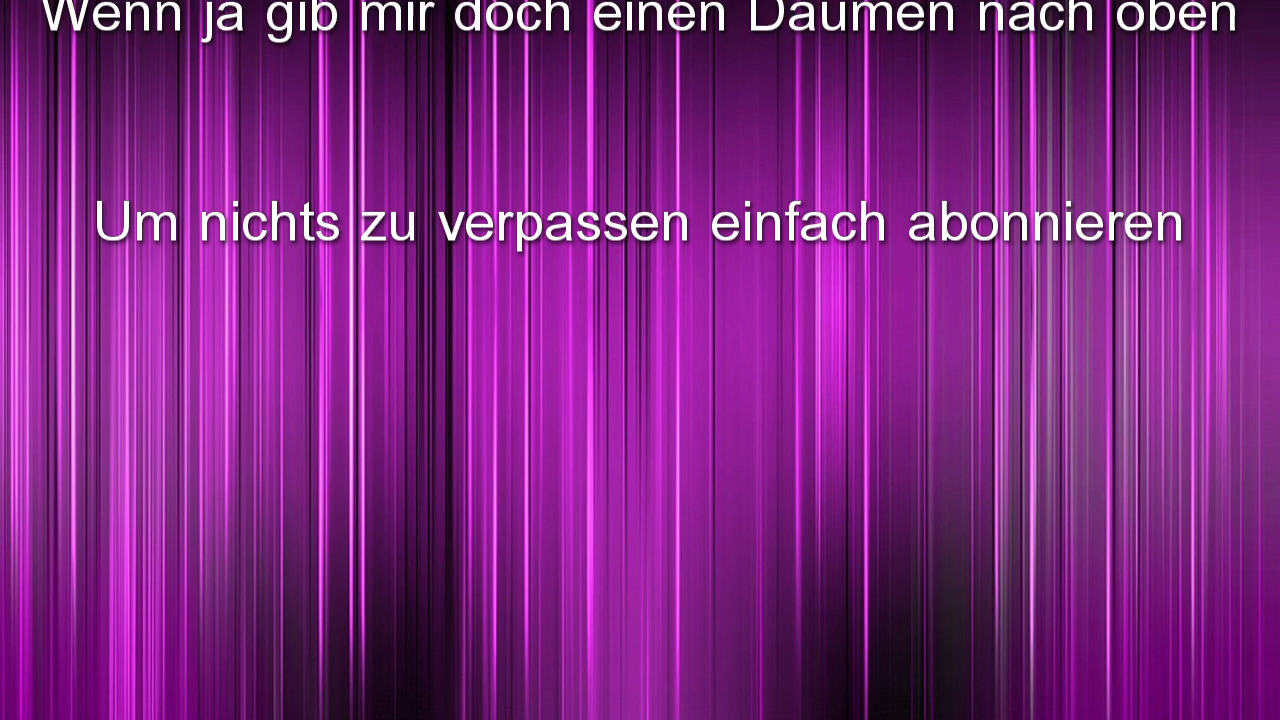 Wenn ja gib mir doch einen Daumen nach oben
Um nichts zu verpassen einfach abonnieren